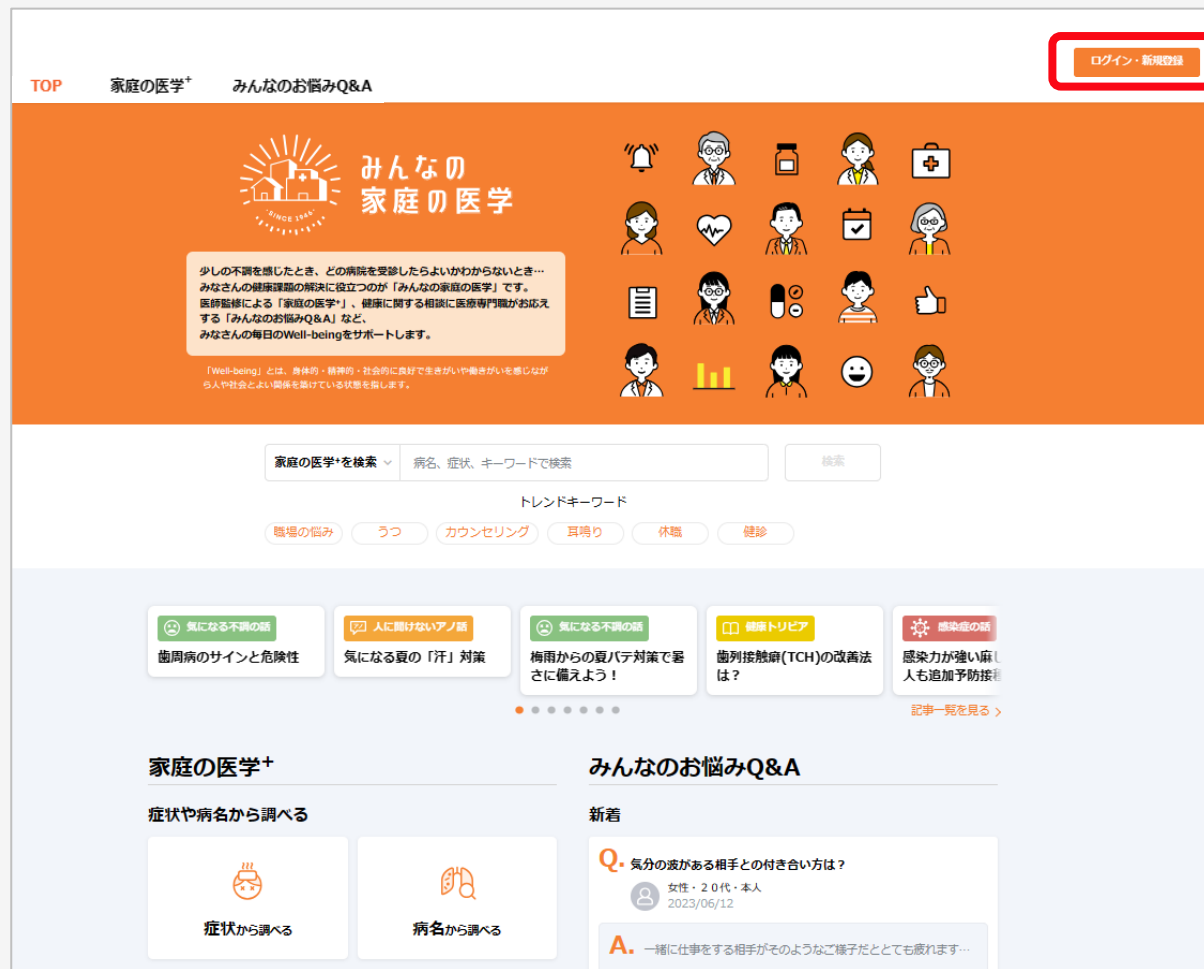 ログイン・新規登録
TOP 家庭の医学+ みんなのお悩みQ&A
みんなの
家庭の医学
SINCE 1946
少しの不調を感じたとき、どの病院を受診したらよいかわからないとき…
みなさんの健康課題の解決に役立つのが「みんなの家庭の医学」です。
医師監修による「家庭の医学+」、健康に関する相談に医療専門職がお応え
する「みんなのお悩みQ&A」など、
みなさんの毎日のWell-beingをサポートします。
「Well-being」とは、身体的・精神的・社会的に良好で生きがいや働きがいを感じなが
ら人や社会とよい関係を築けている状態を指します。
家庭の医学+を検索 病名、症状、キーワードで検索 検索
トレンドキーワード
職場の悩み うつ カウンセリング 耳鳴り 休職 健診
気になる不調の話
歯周病のサインと危険性
人に聞けないアノ話
気になる夏の「汗」対策
気になる不調の話
梅雨からの夏バテ対策で暑
さに備えよう！
健康トリビア
歯列接触癖(TCH)の改善法
は？
感染症の話
感染力が強い麻し
人も追加予防接種
記事一覧を見る
家庭の医学+
症状や病名から調べる
症状から調べる
病名から調べる
みんなのお悩みQ&A
新着
Q. 気分の波がある相手との付き合い方は？
女性・２０代・本人
2023/06/12
A. 一緒に仕事をする相手がそのようなご様子だととても疲れます…